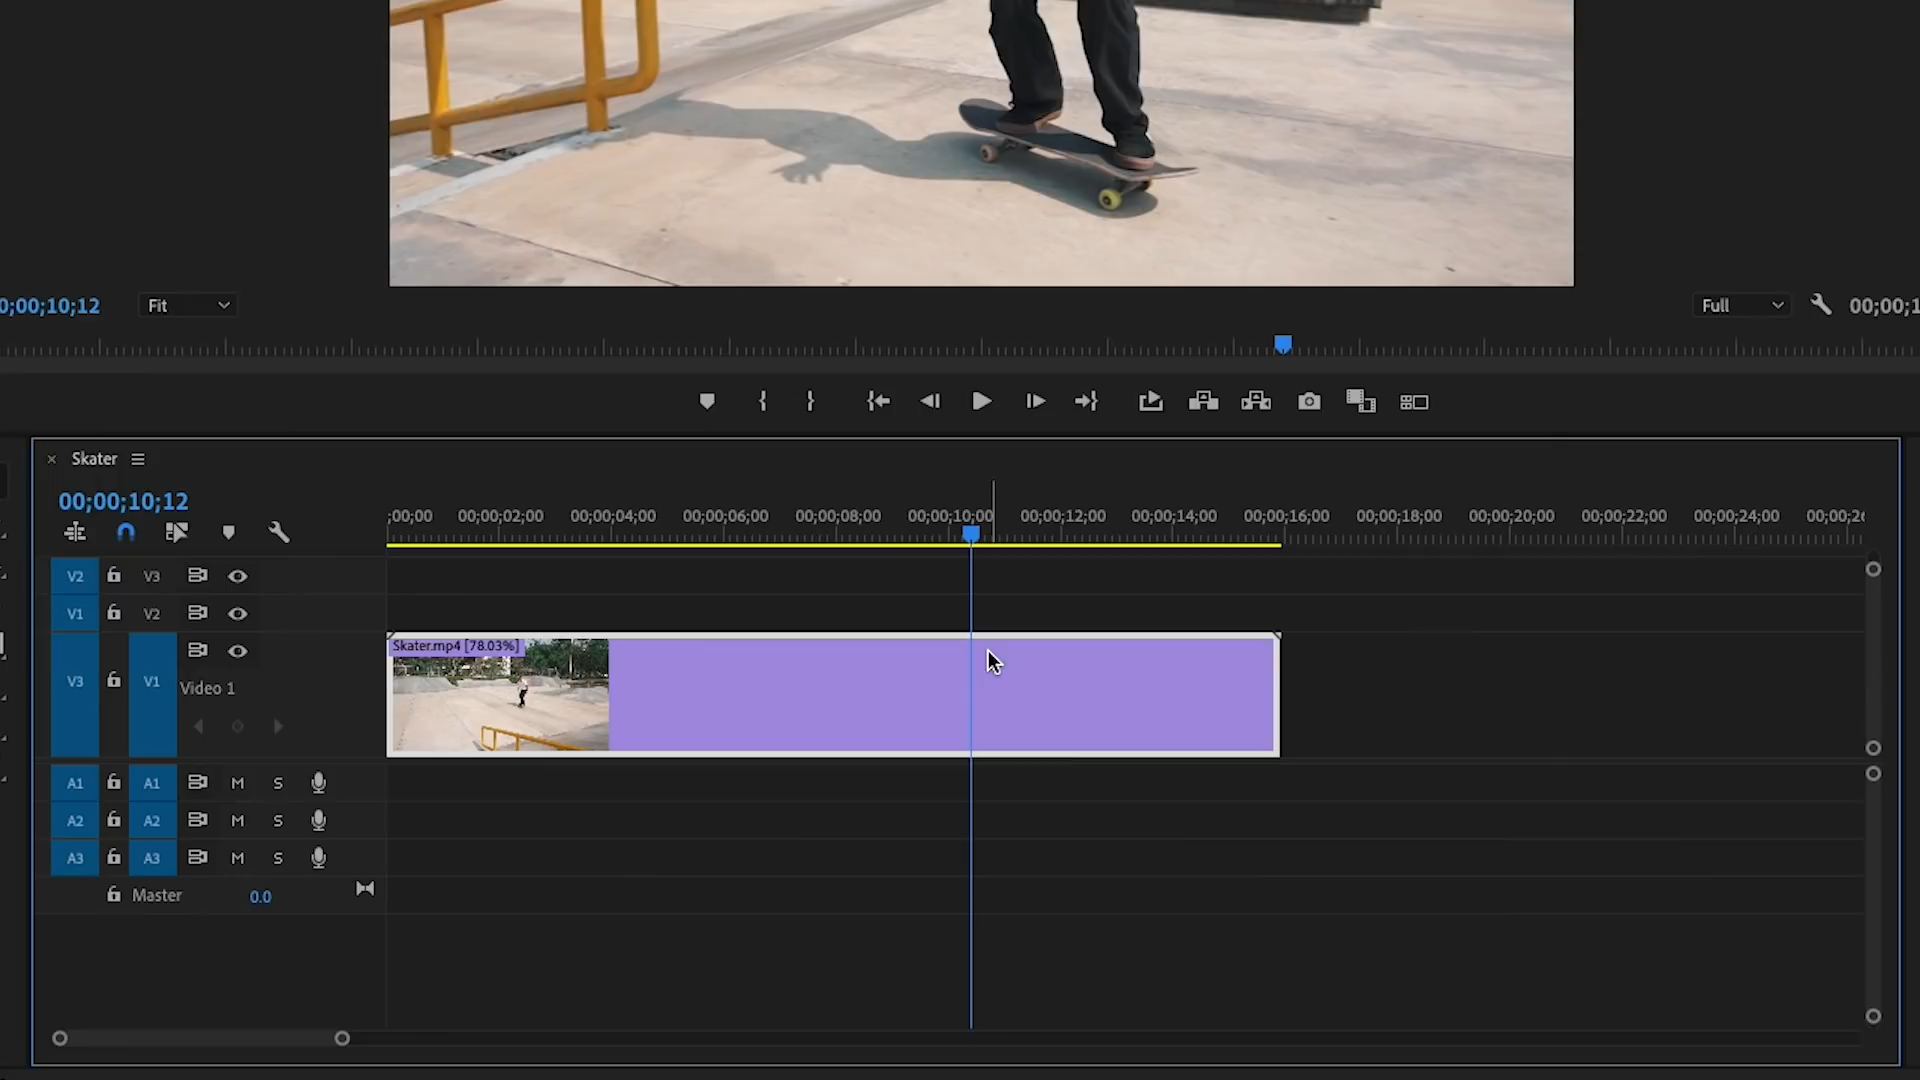 0;00;10;12 Fit Full 00;00;1
× Skater
00;00;10;12
;00;00 00;00;02;00 00;00;04;00 00;00;06;00 00;00;08;00 00;00;10;00 00;00;12;00 00;00;14;00 00;00;16;00 00;00;18;00 00;00;20;00 00;00;22;00 00;00;24;00 00;00;26
V2 V3
V1 V2
Skater.mp4 [78.03%]
V3 V1 Video 1
A1 A1 M S
A2 A2 M S
A3 A3 M S
Master 0.0